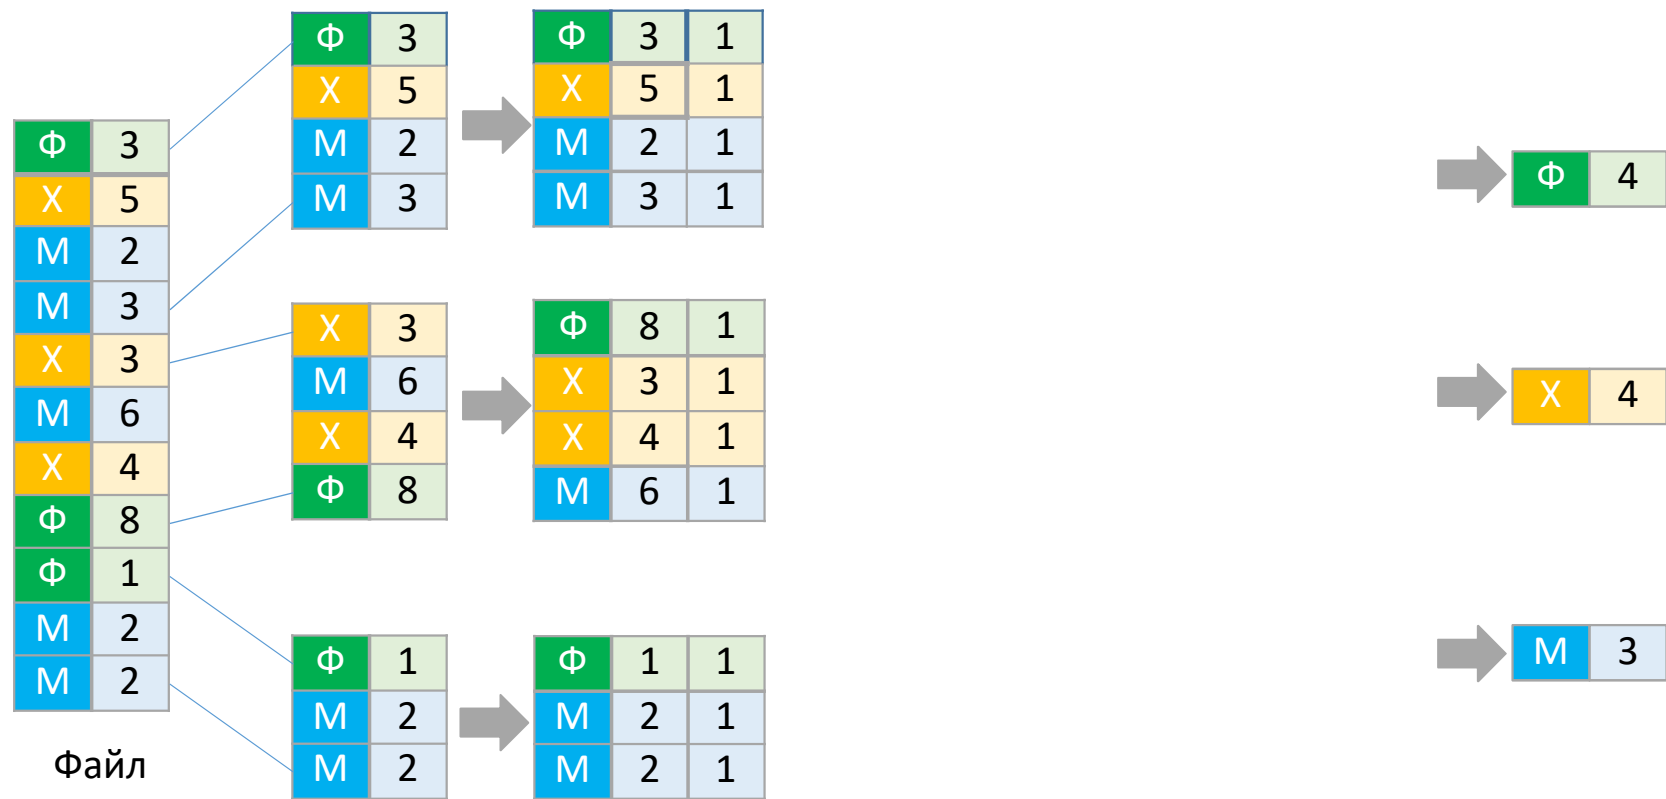 Ф 3
Х 5
М 2
М 3
Х 3
М 6
Х 4
Ф 8
Ф 1
М 2
М 2
Файл
Ф 3
Х 5
М 2
М 3
Х 3
М 6
Х 4
Ф 8
Ф 1
М 2
М 2
Ф 3 1
Х 5 1
М 2 1
М 3 1
Ф 8 1
Х 3 1
Х 4 1
М 6 1
Ф 1 1
М 2 1
М 2 1
Ф 4
Х 4
М 3